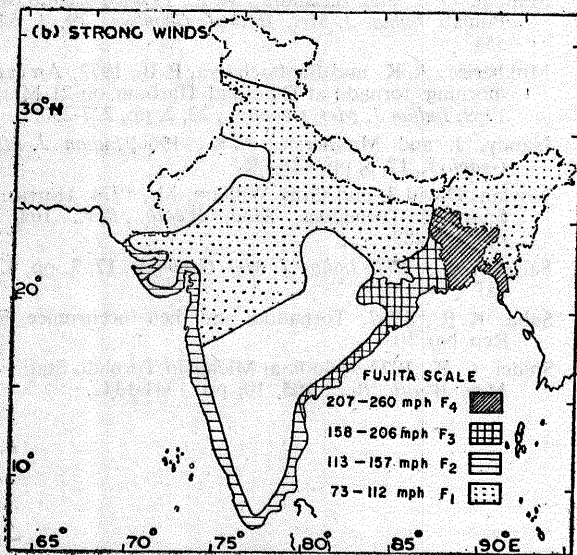 (b) STRONG WINDS
30°N
20°
10°
FUJITA SCALE
207–260 mph F4
158–206 mph F3
113–157 mph F2
73–112 mph F1
65° 70° 75° 80° 85° 90°E